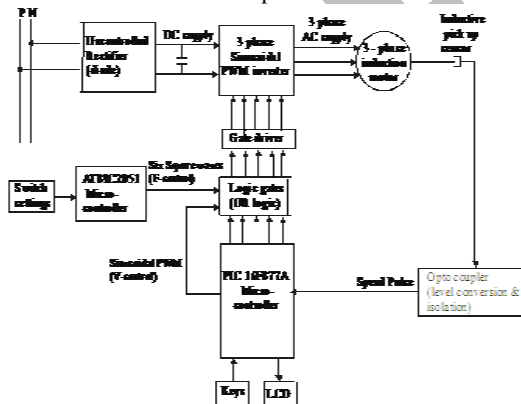 P N
Uncontrolled
Rectifier
(diode)
DC supply
3-phase
Sinusoidal
PWM inverter
3 phase
AC supply
3 - phase
induction
motor
Inductive
pick up
sensor
Gate driver
Switch
settings
AT89C2051
Micro-
controller
Six Square waves
(F-control)
Logic gates
(OR logic)
Sinusoidal PWM
(V-control)
PIC 16F877A
Micro-
controller
Speed Pulse
Opto coupler
(level conversion &
isolation)
Keys
LCD